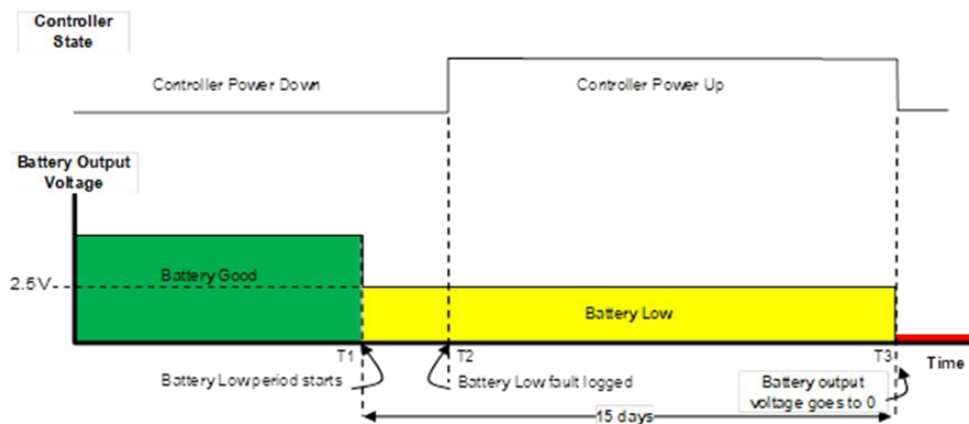 Controller
State
Controller Power Down
Controller Power Up
Battery Output
Voltage
Battery Good
2.5V
Battery Low
T1
T2
T3
Time
Battery Low period starts
Battery Low fault logged
Battery output
voltage goes to 0
15 days